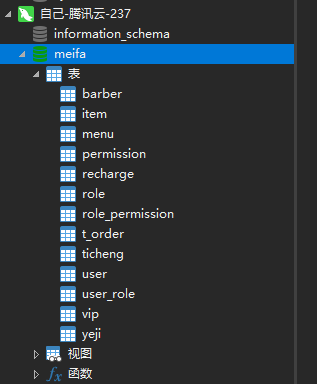 自己-腾讯云-237
information_schema
meifa
表
barber
item
menu
permission
recharge
role
role_permission
t_order
ticheng
user
user_role
vip
yeji
视图
fx 函数